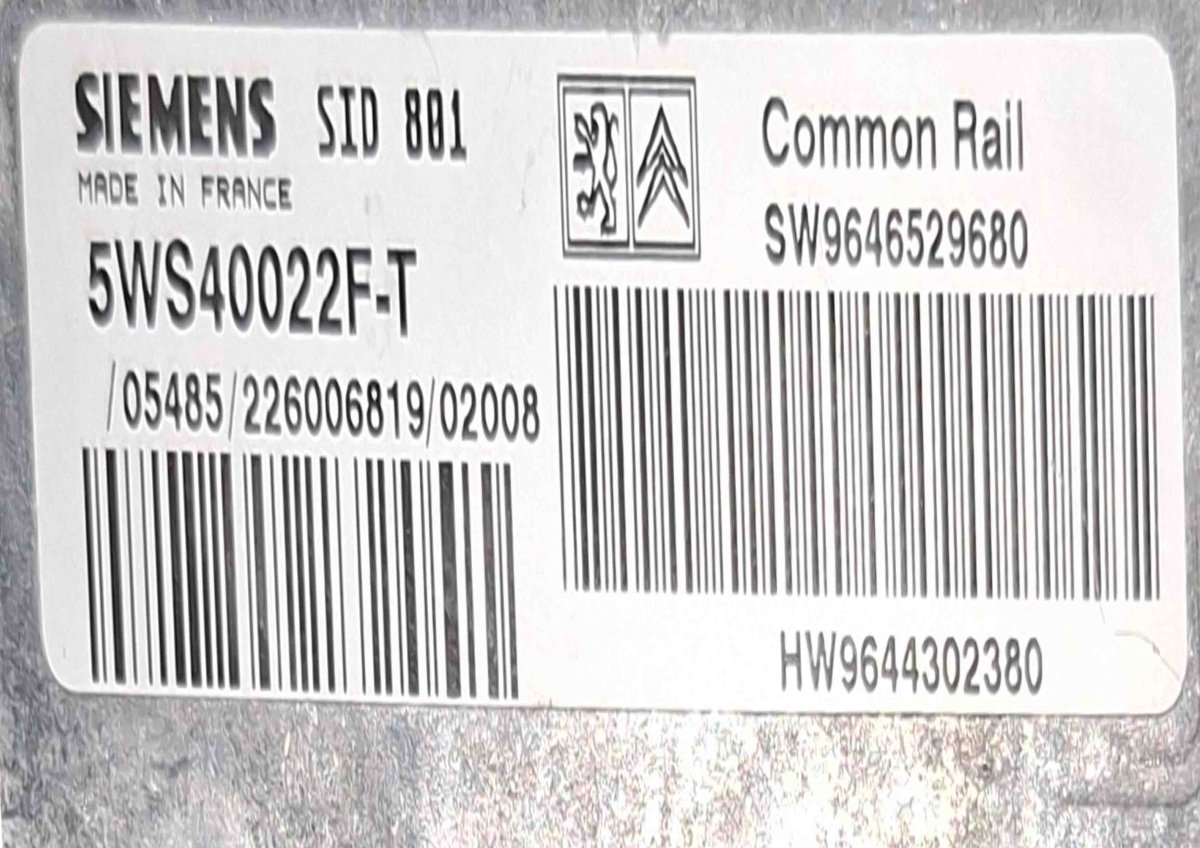 SIEMENS SID 801
MADE IN FRANCE
5WS40022F-T
/05485/226006819/02008
Common Rail
SW9646529680
HW9644302380